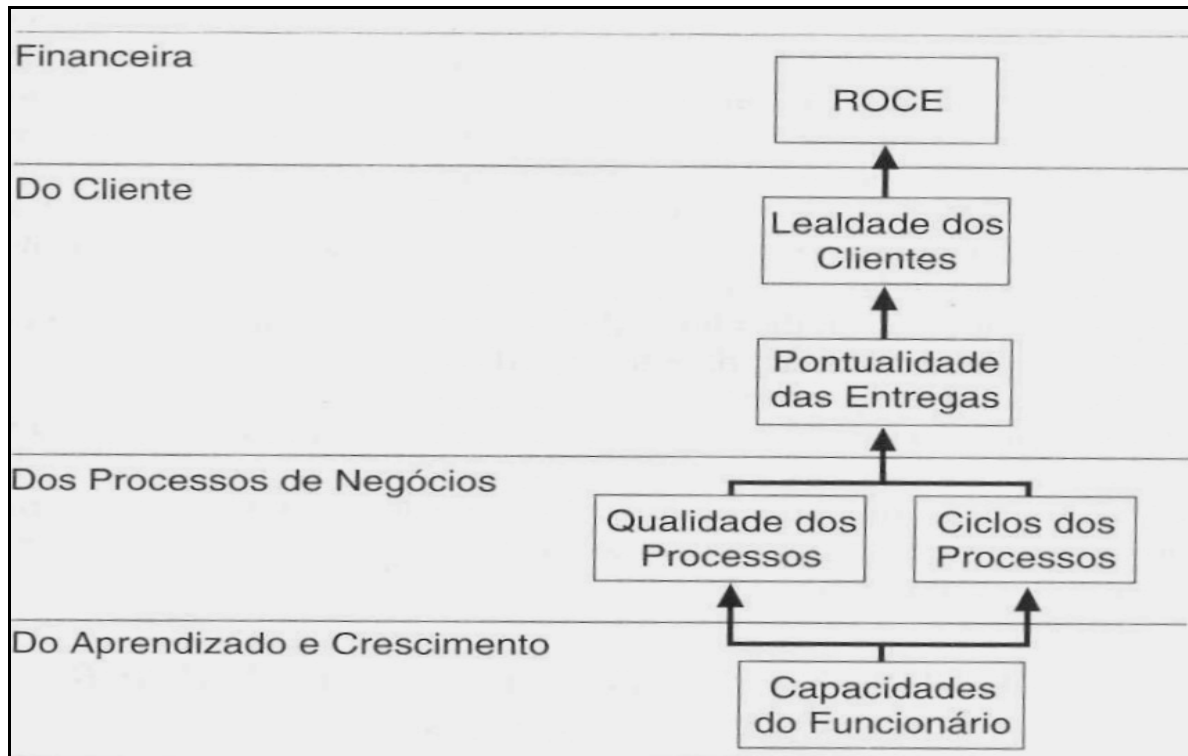 Financeira
ROCE
Do Cliente
Lealdade dos
Clientes
Pontualidade
das Entregas
Dos Processos de Negócios
Qualidade dos
Processos
Ciclos dos
Processos
Do Aprendizado e Crescimento
Capacidades
do Funcionário